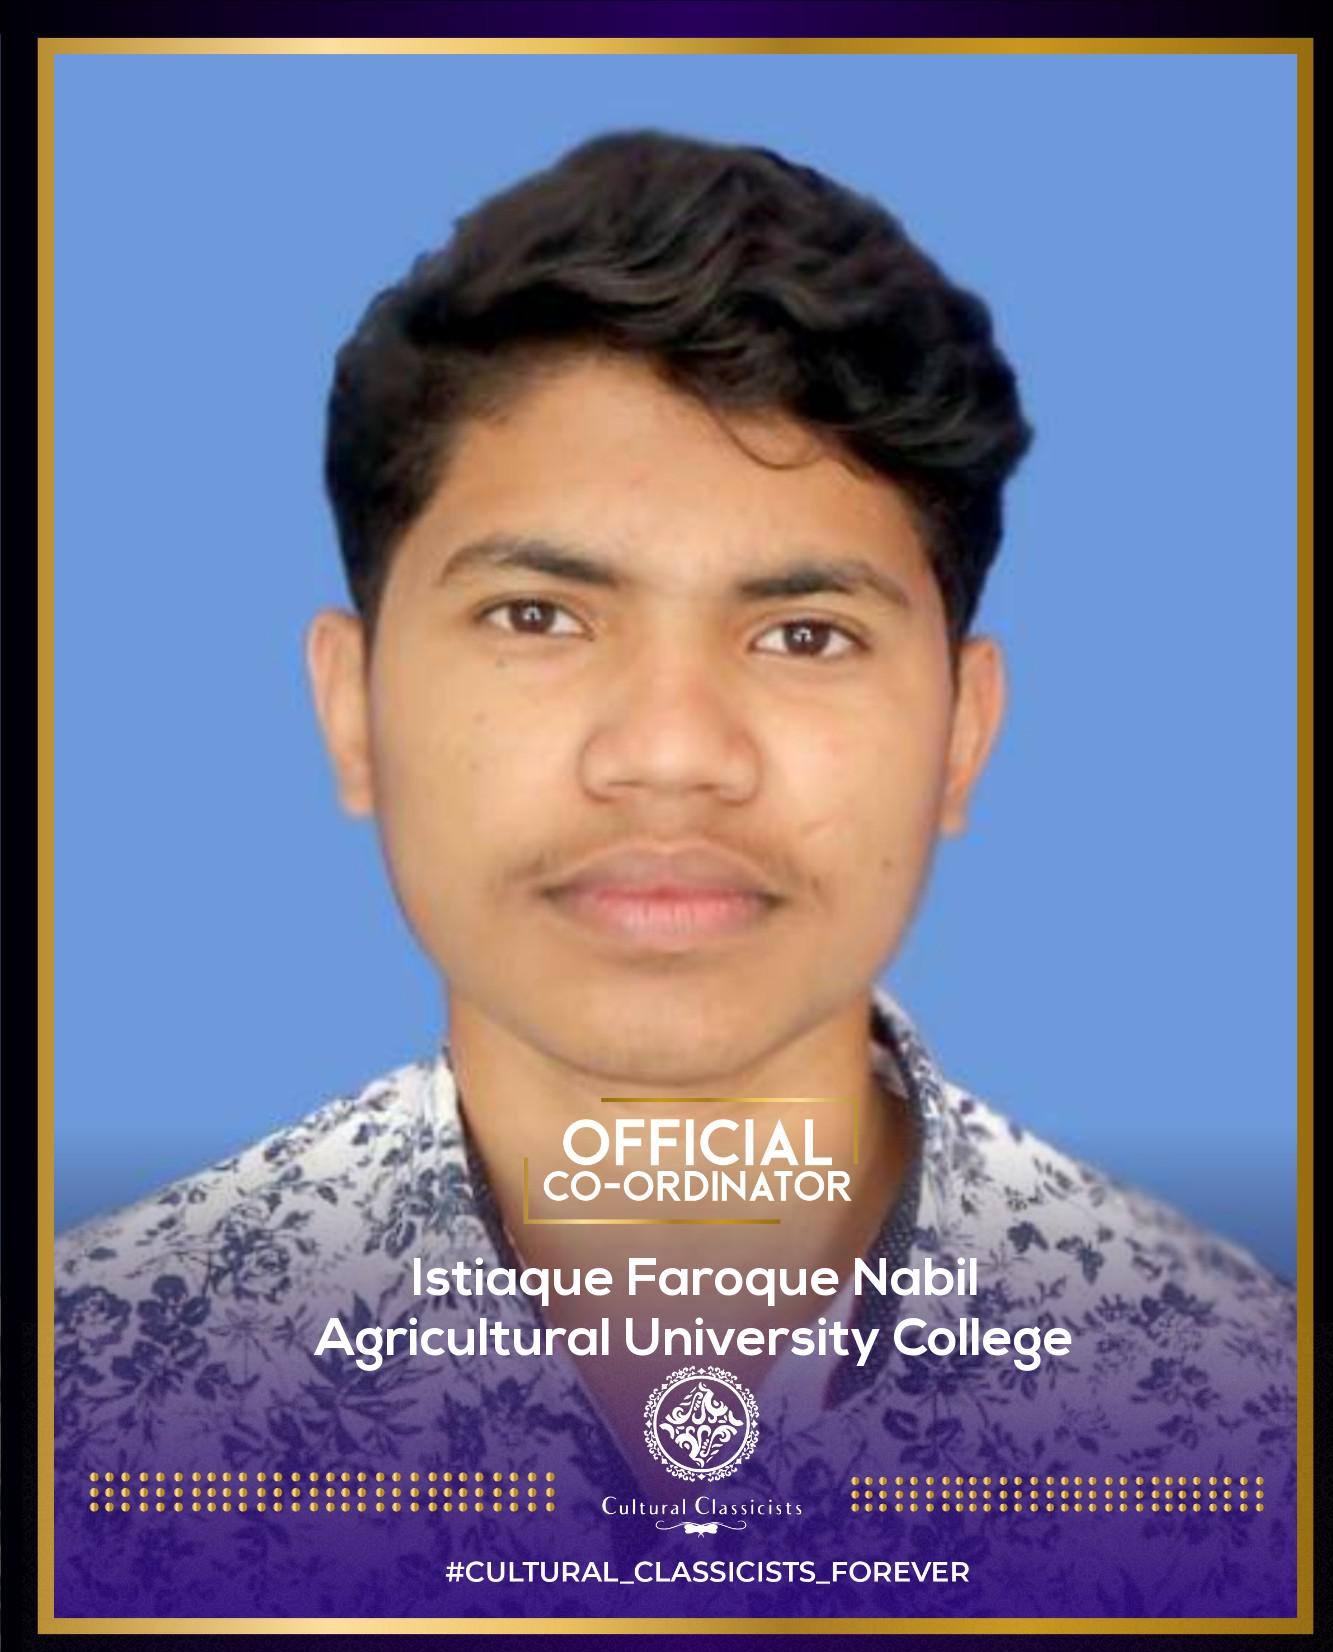 OFFICIAL
CO-ORDINATOR
Istiaque Faroque Nabil
Agricultural University College
Cultural Classicists
#CULTURAL_CLASSICISTS_FOREVER